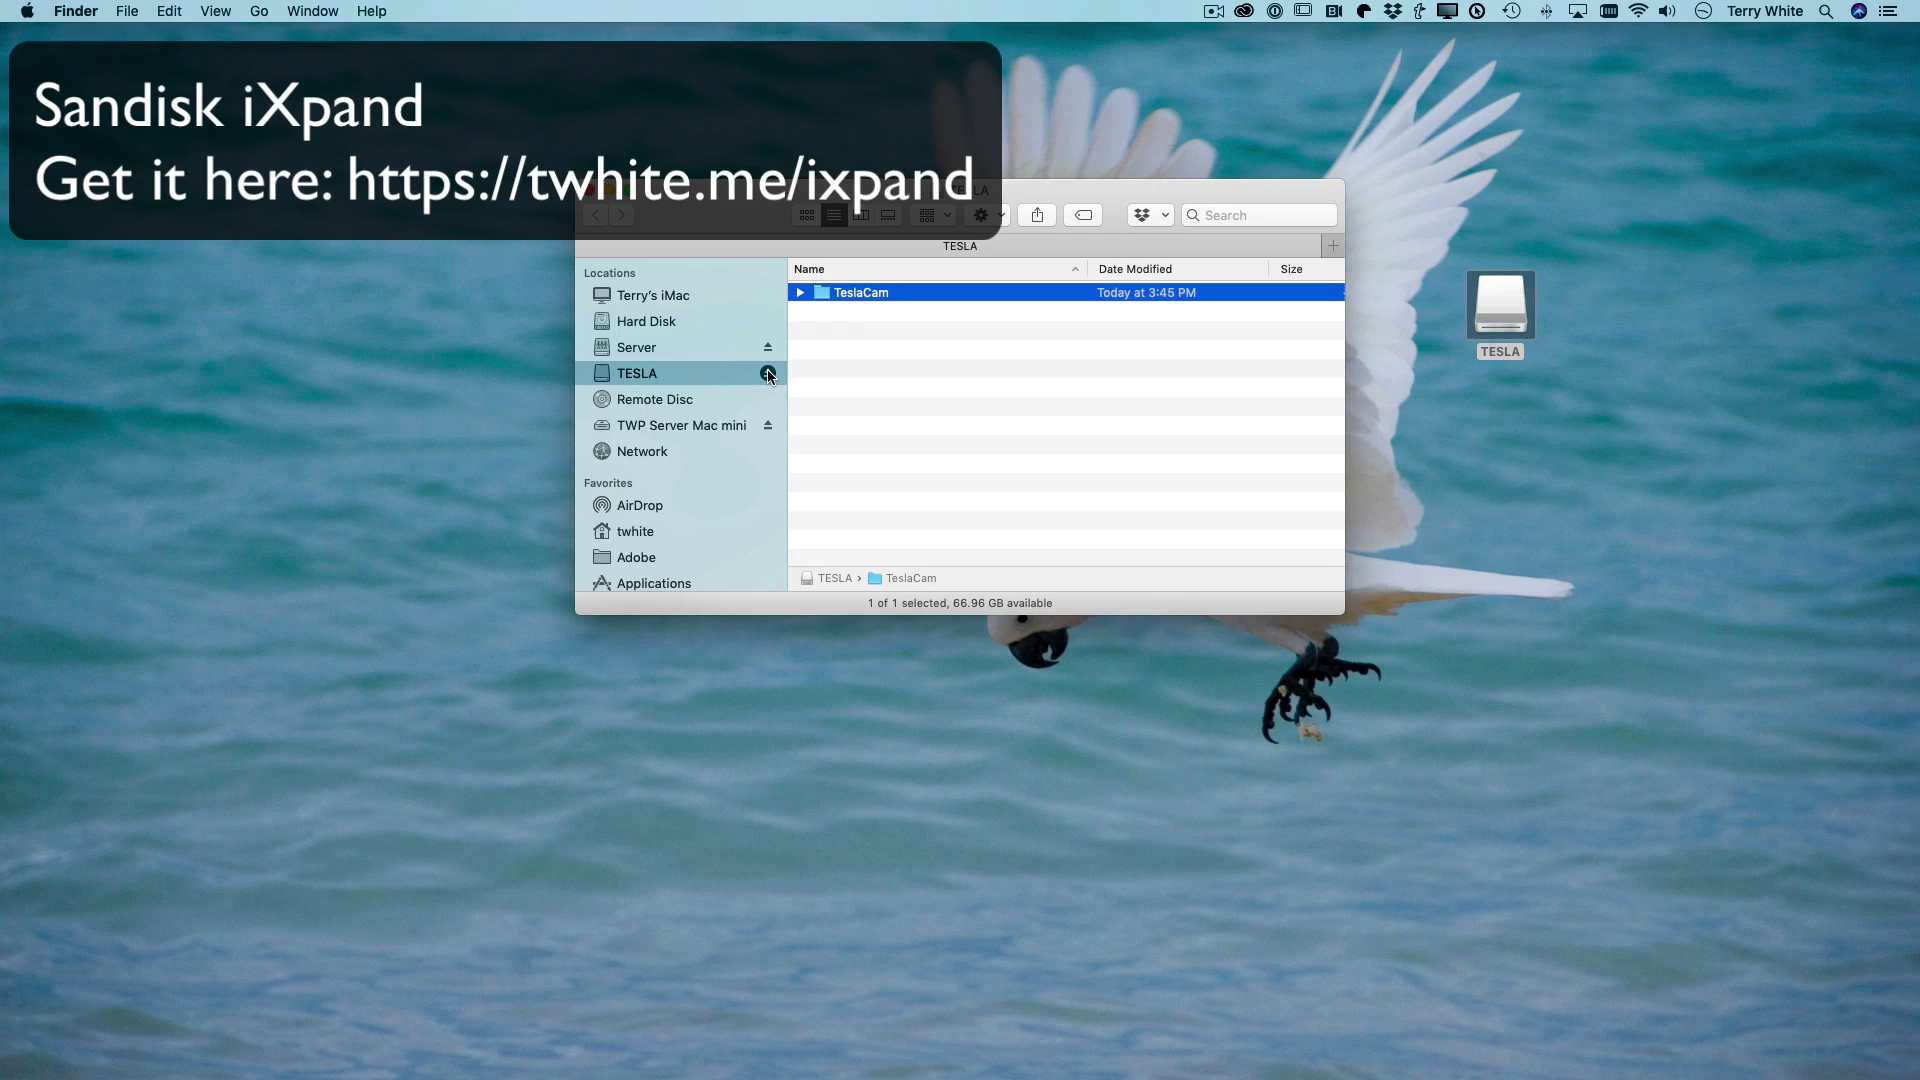 Finder File Edit View Go Window Help Terry White
Sandisk iXpand
Get it here: https://twhite.me/ixpand
Search
TESLA
Locations
Terry’s iMac
Hard Disk
Server
TESLA
Remote Disc
TWP Server Mac mini
Network
Favorites
AirDrop
twhite
Adobe
Applications
Name Date Modified Size
TeslaCam Today at 3:45 PM
TESLA › TeslaCam
1 of 1 selected, 66.96 GB available
TESLA